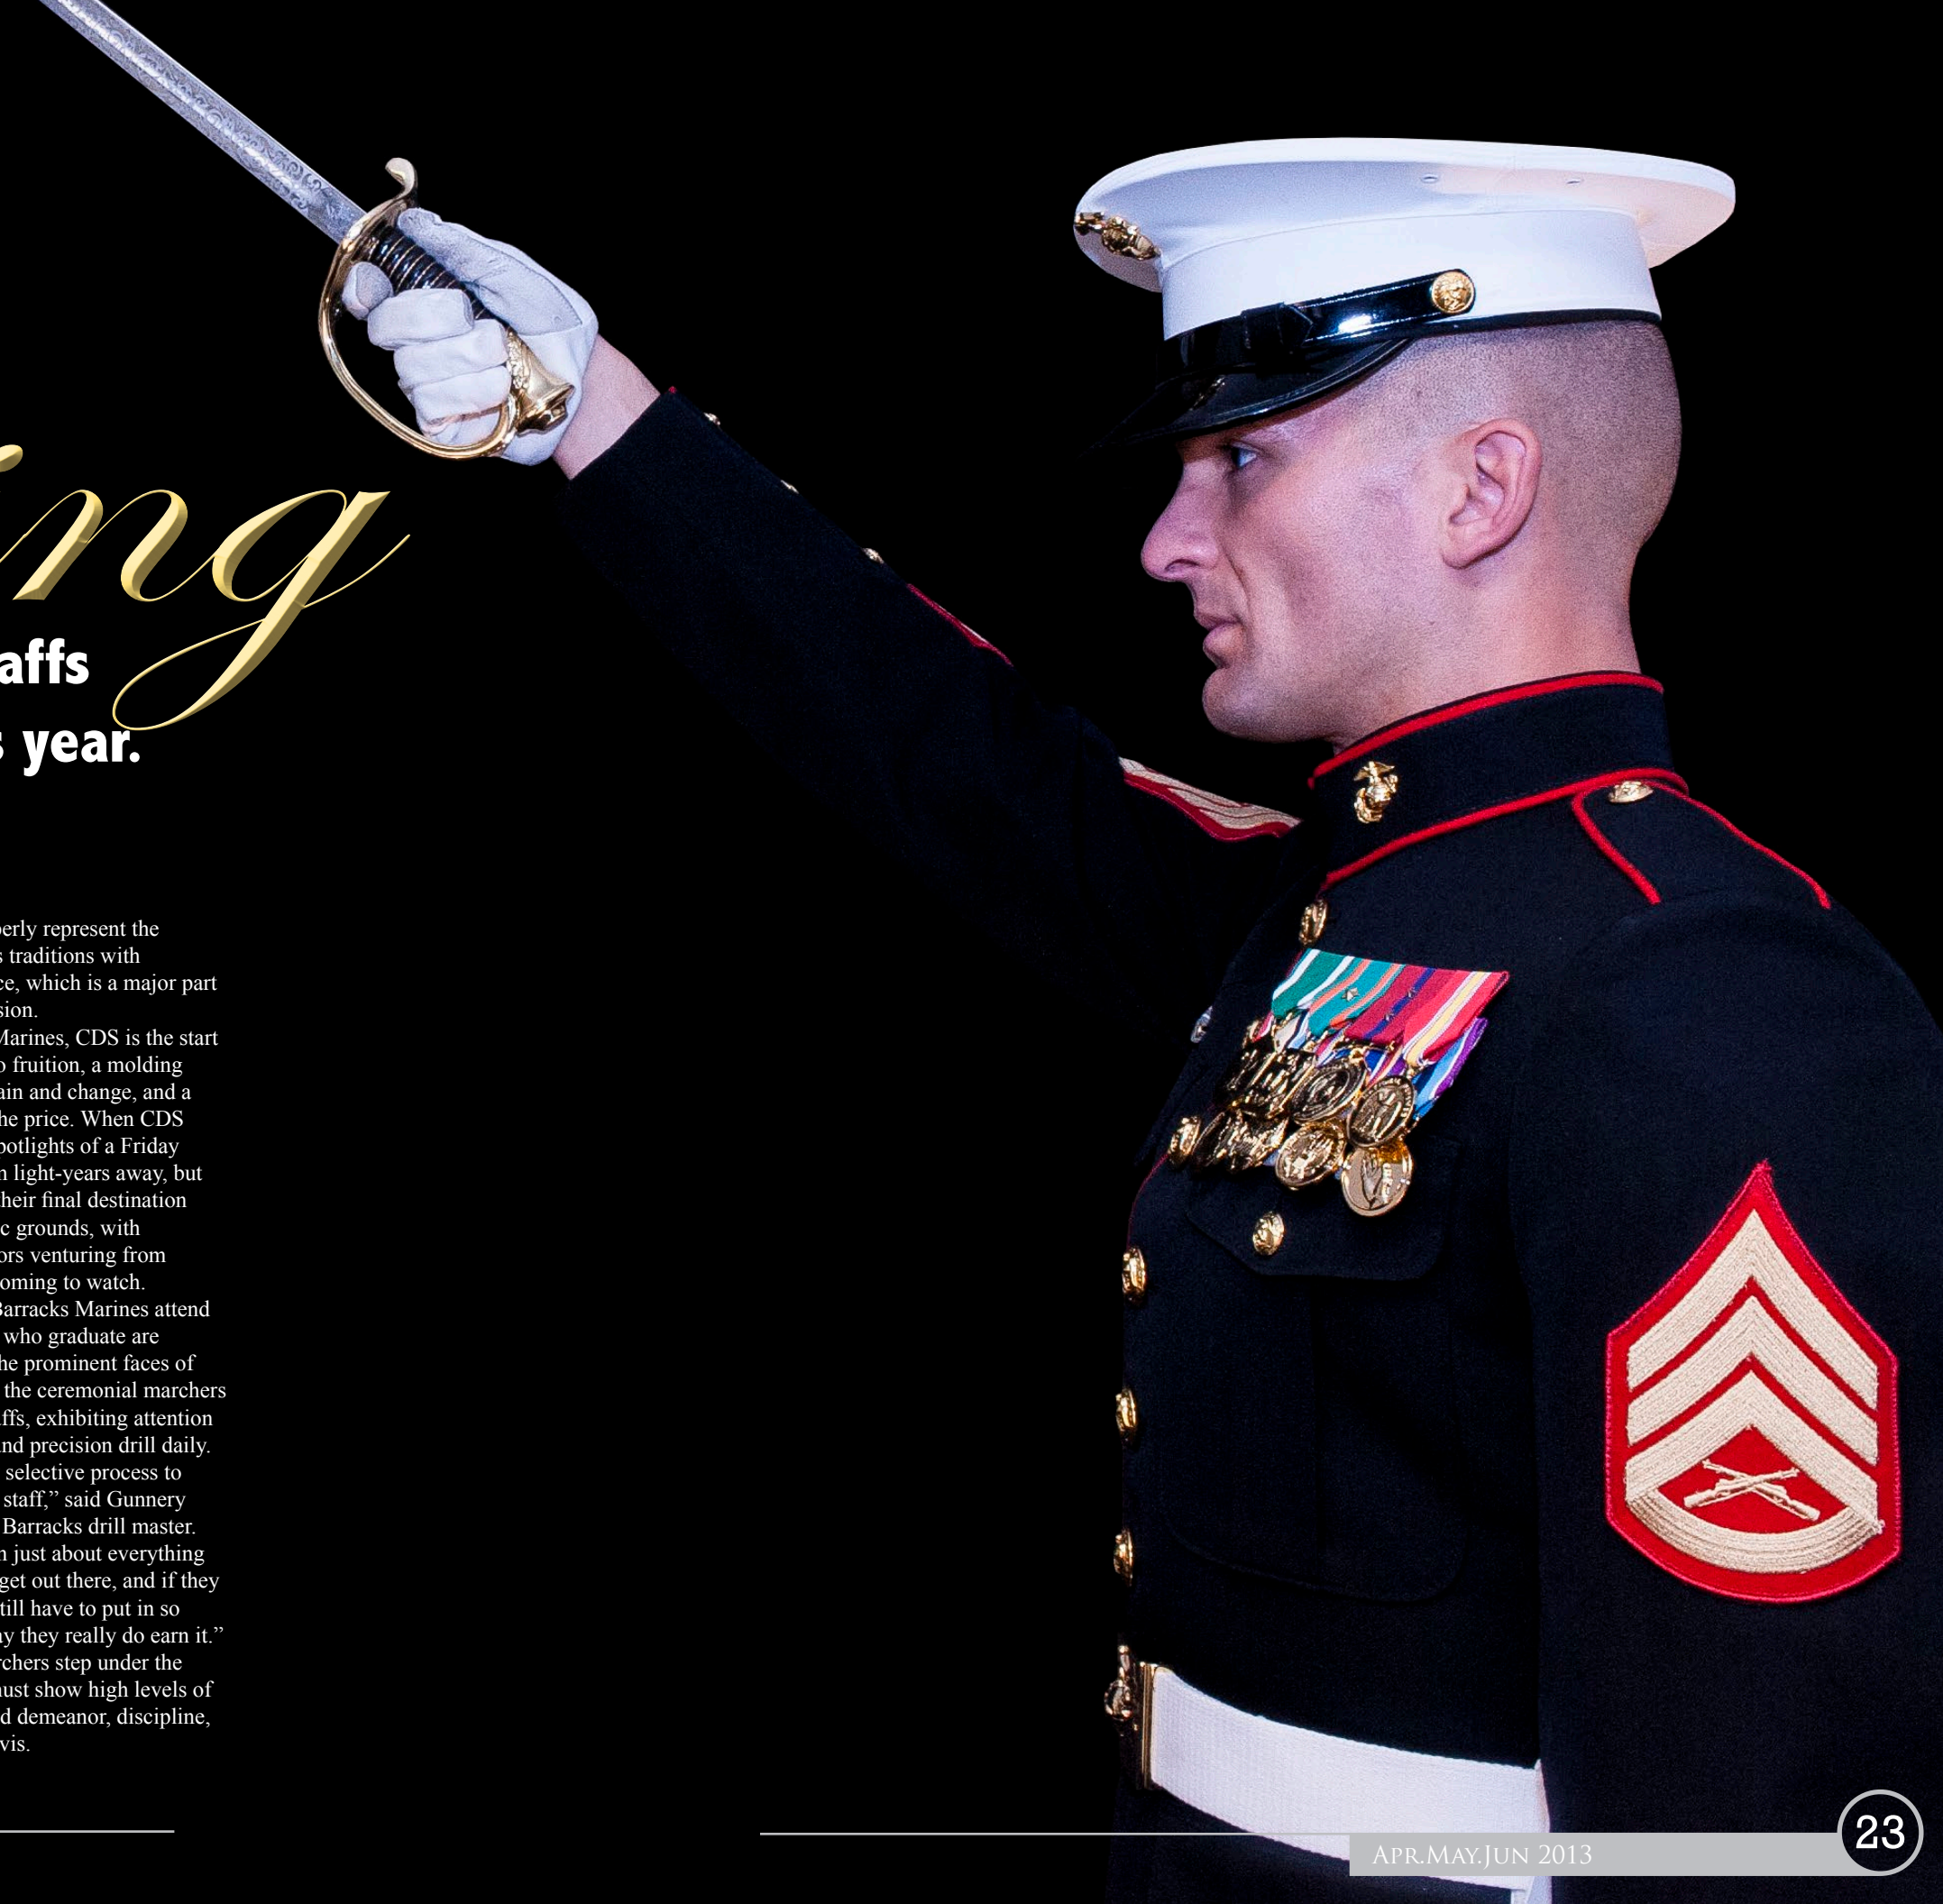 ing
affs
s year.
erly represent the
s traditions with
ce, which is a major part
sion.
Marines, CDS is the start
o fruition, a molding
ain and change, and a
he price. When CDS
potlights of a Friday
n light-years away, but
their final destination
c grounds, with
ors venturing from
oming to watch.
Barracks Marines attend
who graduate are
he prominent faces of
the ceremonial marchers
ffs, exhibiting attention
nd precision drill daily.
selective process to
staff,” said Gunnery
Barracks drill master.
n just about everything
get out there, and if they
till have to put in so
ay they really do earn it.”
rchers step under the
must show high levels of
d demeanor, discipline,
vis.
Apr.May.Jun 2013
23